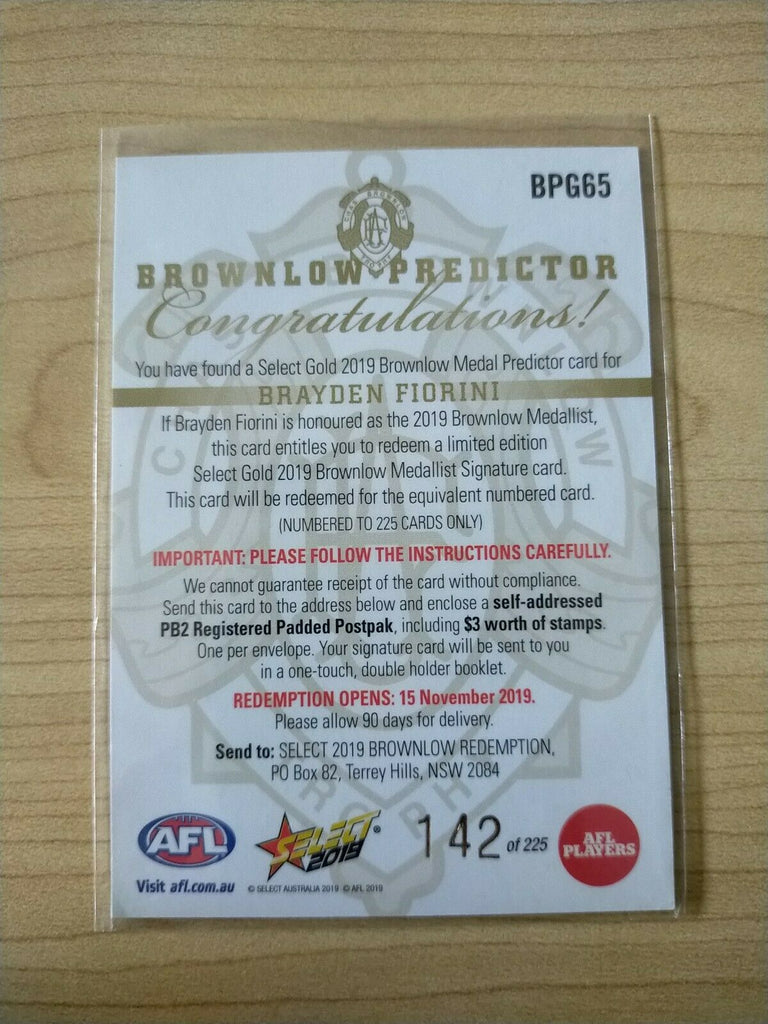 BPG65
CHAS BROWNLOW
TROPHY
BROWNLOW PREDICTOR
Congratulations!
You have found a Select Gold 2019 Brownlow Medal Predictor card for
BRAYDEN FIORINI
If Brayden Fiorini is honoured as the 2019 Brownlow Medallist,
this card entitles you to redeem a limited edition
Select Gold 2019 Brownlow Medallist Signature card.
This card will be redeemed for the equivalent numbered card.
(NUMBERED TO 225 CARDS ONLY)
IMPORTANT: PLEASE FOLLOW THE INSTRUCTIONS CAREFULLY.
We cannot guarantee receipt of the card without compliance.
Send this card to the address below and enclose a self-addressed
PB2 Registered Padded Postpak, including $3 worth of stamps.
One per envelope. Your signature card will be sent to you
in a one-touch, double holder booklet.
REDEMPTION OPENS: 15 November 2019.
Please allow 90 days for delivery.
Send to: SELECT 2019 BROWNLOW REDEMPTION,
PO Box 82, Terrey Hills, NSW 2084
AFL
SELECT®
2019
142 of 225
AFL
PLAYERS
Visit afl.com.au
© SELECT AUSTRALIA 2019 © AFL 2019